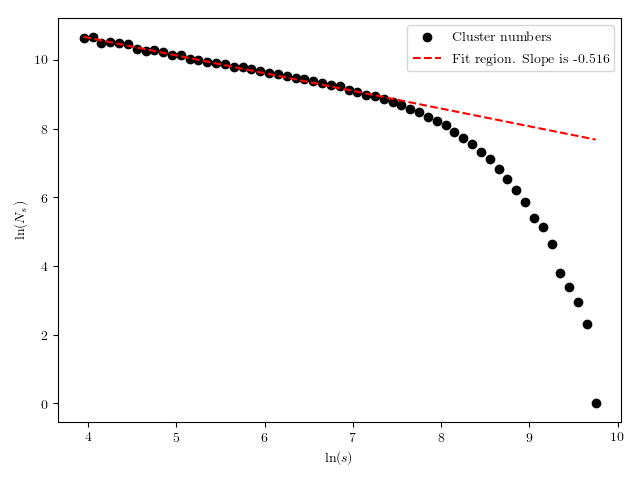 Cluster numbers
Fit region. Slope is -0.516
10
8
6
4
2
0
ln(N_s)
4 5 6 7 8 9 10
ln(s)